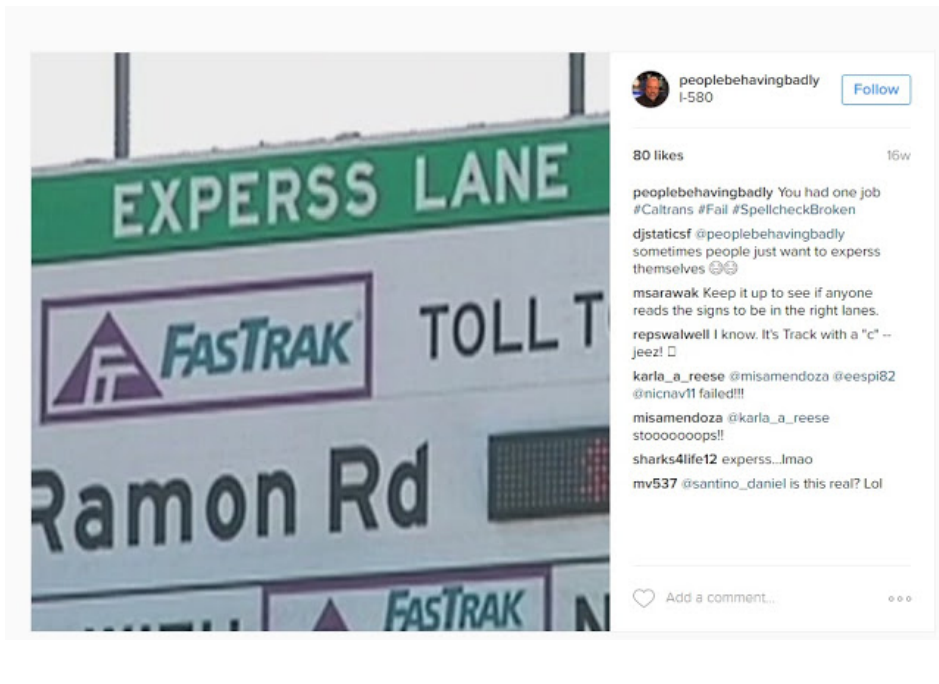 EXPERSS LANE
FASTRAK
TOLL T
Ramon Rd
FASTRAK
peoplebehavingbadly
I-580
Follow
80 likes
16w
peoplebehavingbadly You had one job
#Caltrans #Fail #SpellcheckBroken
djstaticsf @peoplebehavingbadly
sometimes people just want to experss
themselves 😂😂
msarawak Keep it up to see if anyone
reads the signs to be in the right lanes.
repswalwell I know. It's Track with a "c" --
jeez!
karla_a_reese @misamendoza @eespi82
@nicnav11 failed!!!
misamendoza @karla_a_reese
stooooooops!!
sharks4life12 experss...lmao
mv537 @santino_daniel is this real? Lol
Add a comment...